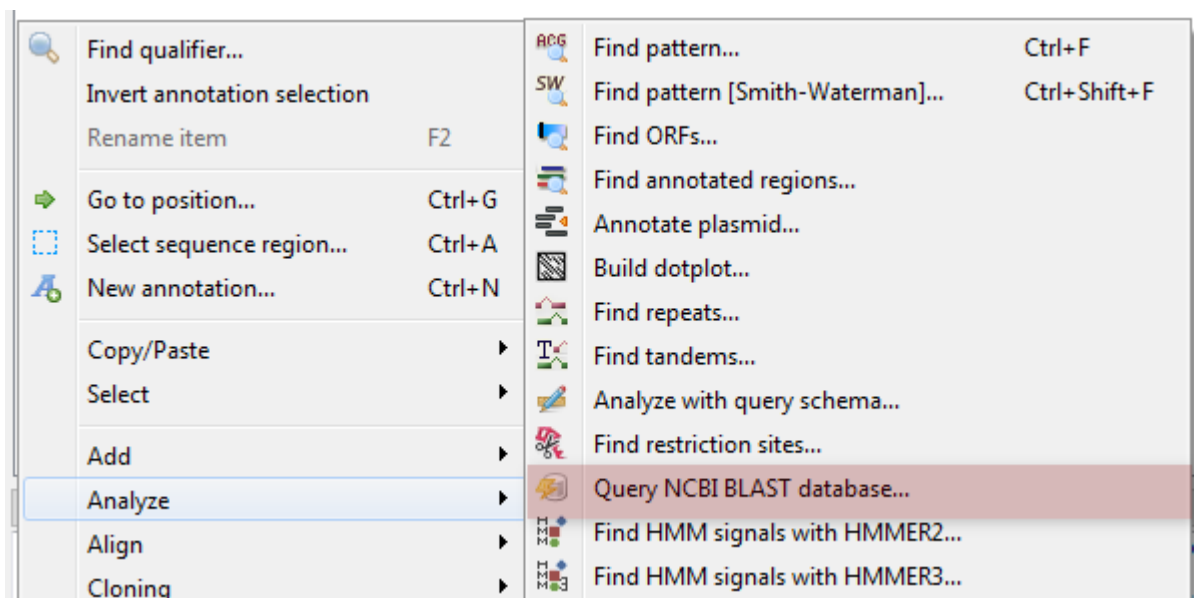 Find qualifier...
Invert annotation selection
Rename item F2
Go to position... Ctrl+G
Select sequence region... Ctrl+A
New annotation... Ctrl+N
Copy/Paste
Select
Add
Analyze
Align
Cloning
ACG Find pattern... Ctrl+F
SW Find pattern [Smith-Waterman]... Ctrl+Shift+F
Find ORFs...
Find annotated regions...
Annotate plasmid...
Build dotplot...
Find repeats...
T Find tandems...
Analyze with query schema...
Find restriction sites...
Query NCBI BLAST database...
HMM Find HMM signals with HMMER2...
HMM3 Find HMM signals with HMMER3...